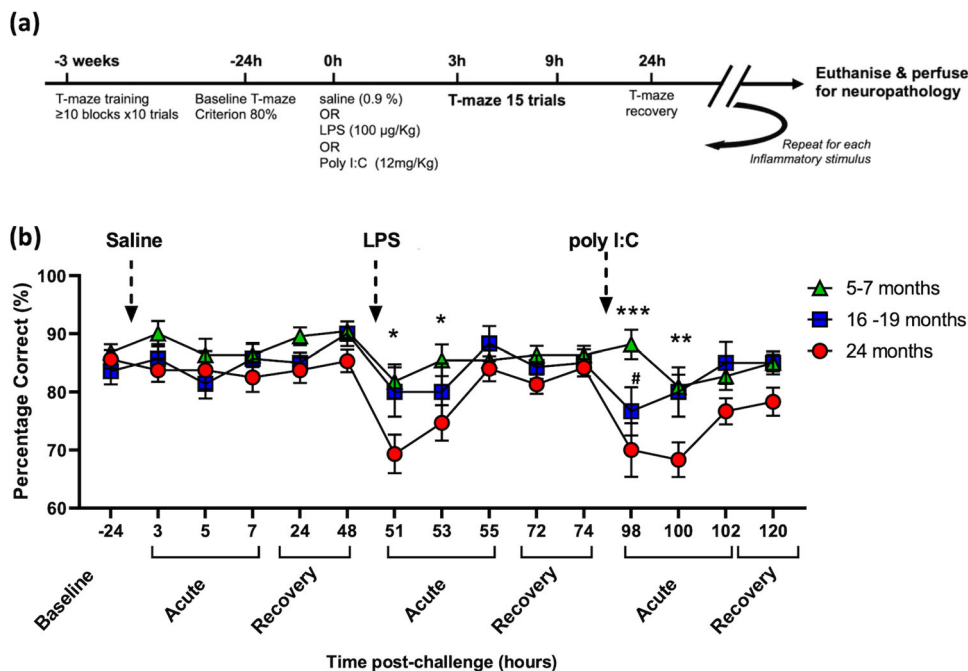 (a)
-3 weeks
-24h
0h
3h
9h
24h
T-maze training
≥10 blocks x10 trials
Baseline T-maze
Criterion 80%
saline (0.9 %)
OR
LPS (100 µg/Kg)
OR
Poly I:C (12mg/Kg)
T-maze 15 trials
T-maze
recovery
Euthanise & perfuse
for neuropathology
Repeat for each
Inflammatory stimulus
(b)
Saline
LPS
poly I:C
Percentage Correct (%)
100
90
80
70
60
*
*
***
**
#
5-7 months
16 -19 months
24 months
-24 3 5 7 24 48 51 53 55 72 74 98 100 102 120
Baseline
Acute
Recovery
Acute
Recovery
Acute
Recovery
Time post-challenge (hours)